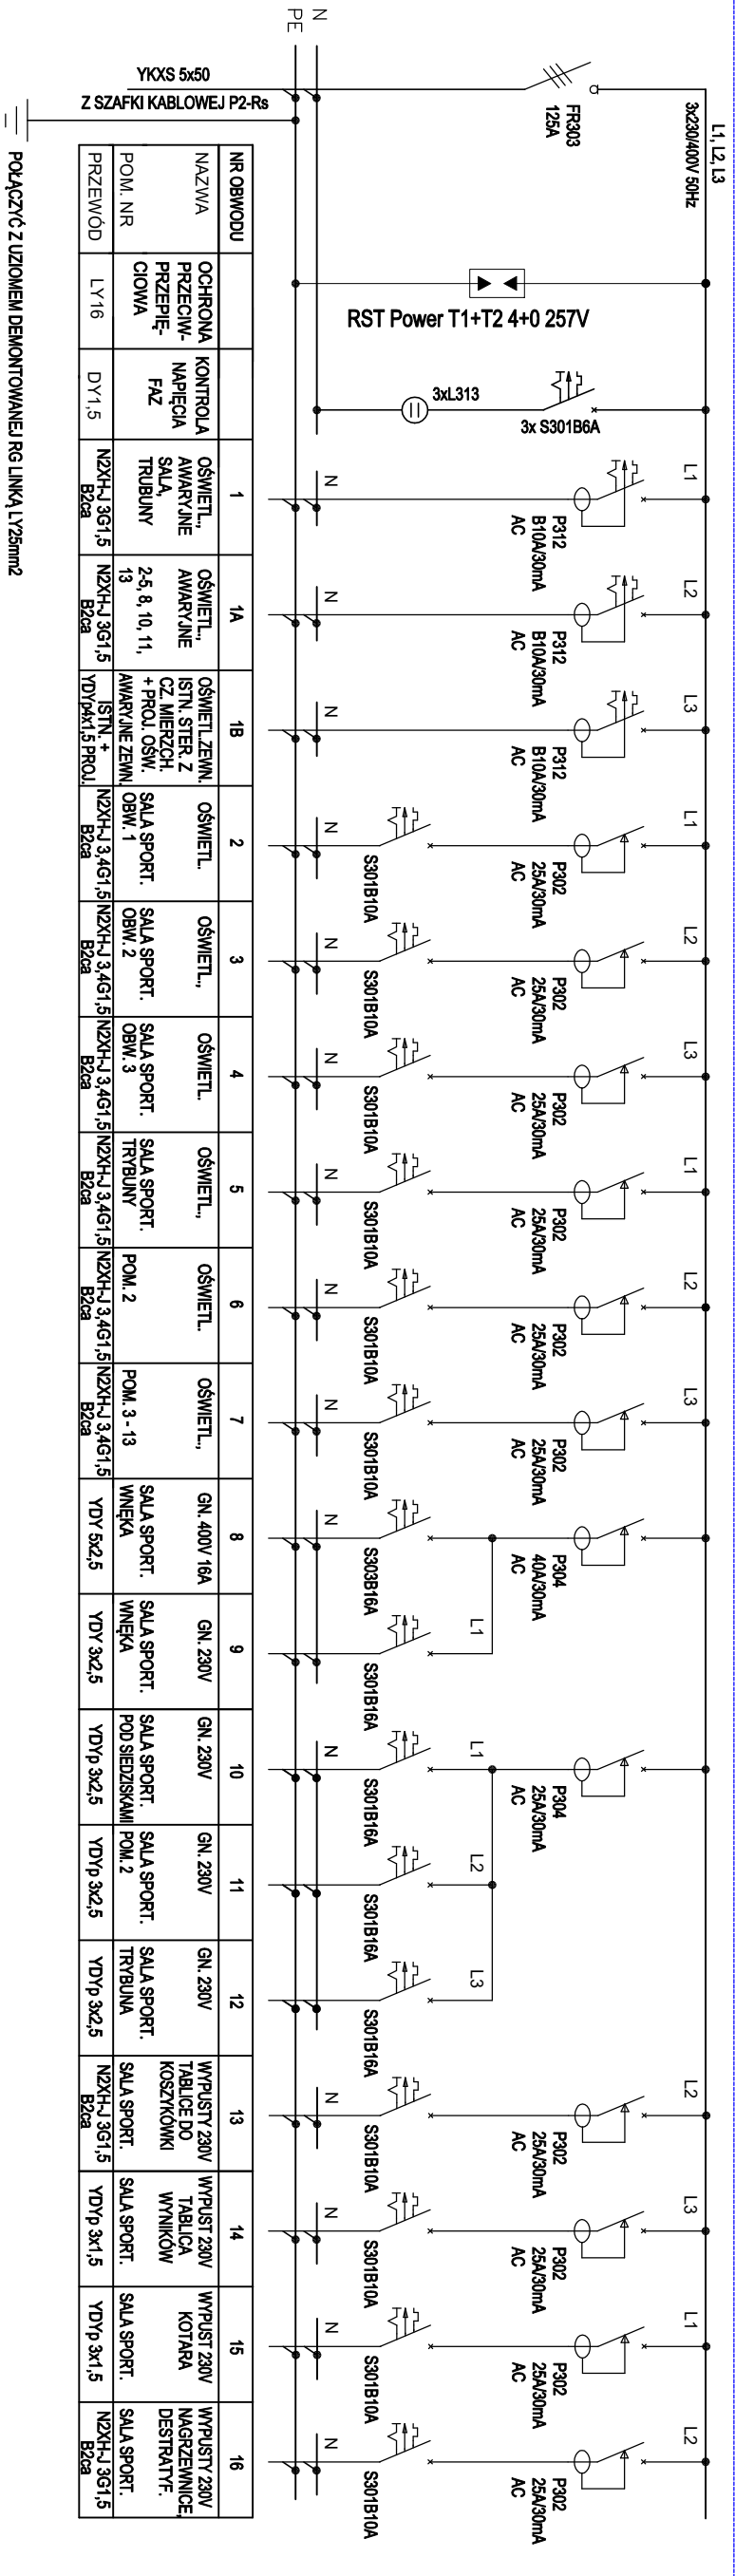 L1, L2, L3
3x230/400V 50Hz
FR303
125A
N
PE
YKXS 5x50
Z SZAFKI KABLOWEJ P2-Rs
POŁĄCZYĆ Z UZIOMEM DEMONTOWANEJ RG LINKĄ LY25mm2
RST Power T1+T2 4+0 257V
3xL313
3x S301B6A
L1
P312
B10A/30mA
AC
N
L2
P312
B10A/30mA
AC
N
L3
P312
B10A/30mA
AC
N
L1
P302
25A/30mA
AC
S301B10A
N
L2
P302
25A/30mA
AC
S301B10A
N
L3
P302
25A/30mA
AC
S301B10A
N
L1
P302
25A/30mA
AC
S301B10A
N
L2
P302
25A/30mA
AC
S301B10A
N
L3
P302
25A/30mA
AC
S301B10A
N
P304
40A/30mA
AC
S303B16A
N
L1
S301B16A
P304
25A/30mA
AC
L1
S301B16A
N
L2
S301B16A
L3
S301B16A
L2
P302
25A/30mA
AC
S301B10A
N
L3
P302
25A/30mA
AC
S301B10A
N
L1
P302
25A/30mA
AC
S301B10A
N
L2
P302
25A/30mA
AC
S301B10A
N
NR OBWODU
NAZWA
POM. NR
PRZEWÓD
OCHRONA
PRZECIW-
PRZEPIĘ-
CIOWA
LY16
KONTROLA
NAPIĘCIA
FAZ
DY1,5
1
OŚWIETL.,
AWARYJNE
SALA,
TRUBUNY
N2XH-J 3G1,5
B2ca
1A
OŚWIETL.,
AWARYJNE
2-5, 8, 10, 11,
13
N2XH-J 3G1,5
B2ca
1B
OŚWIETL.ZEWN.
ISTN. STER. Z
CZ. MIERZCH.
+ PROJ. OŚW.
AWARYJNE ZEWN.
ISTN. +
YDYp4x1,5 PROJ.
2
OŚWIETL.
SALA SPORT.
OBW. 1
N2XH-J 3,4G1,5
B2ca
3
OŚWIETL.,
SALA SPORT.
OBW. 2
N2XH-J 3,4G1,5
B2ca
4
OŚWIETL.
SALA SPORT.
OBW. 3
N2XH-J 3,4G1,5
B2ca
5
OŚWIETL.,
SALA SPORT.
TRYBUNY
N2XH-J 3,4G1,5
B2ca
6
OŚWIETL.
POM. 2
N2XH-J 3,4G1,5
B2ca
7
OŚWIETL.,
POM. 3 - 13
N2XH-J 3,4G1,5
B2ca
8
GN. 400V 16A
SALA SPORT.
WNĘKA
YDY 5x2,5
9
GN. 230V
SALA SPORT.
WNĘKA
YDY 3x2,5
10
GN. 230V
SALA SPORT.
POD SIEDZISKAMI
YDYp 3x2,5
11
GN. 230V
SALA SPORT.
POM. 2
YDYp 3x2,5
12
GN. 230V
SALA SPORT.
TRYBUNA
YDYp 3x2,5
13
WYPUSTY 230V
TABLICE DO
KOSZYKÓWKI
SALA SPORT.
N2XH-J 3G1,5
B2ca
14
WYPUST 230V
TABLICA
WYNIKÓW
SALA SPORT.
YDYp 3x1,5
15
WYPUST 230V
KOTARA
SALA SPORT.
YDYp 3x1,5
16
WYPUSTY 230V
NAGRZEWNICE,
DESTRATYF.
SALA SPORT.
N2XH-J 3G1,5
B2ca